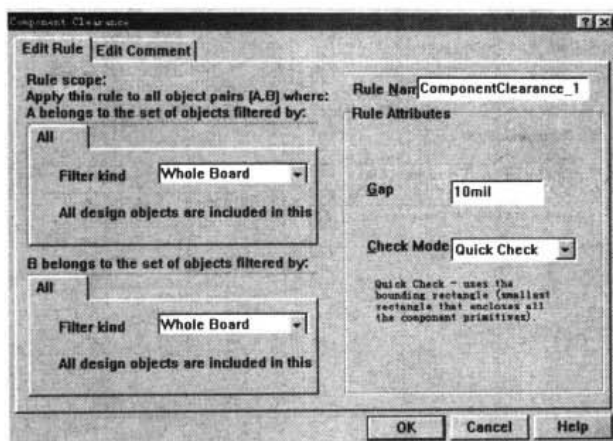 Component Clearance
Edit Rule
Edit Comment
Rule scope:
Apply this rule to all object pairs [A,B] where:
A belongs to the set of objects filtered by:
All
Filter kind
Whole Board
All design objects are included in this
B belongs to the set of objects filtered by:
All
Filter kind
Whole Board
All design objects are included in this
Rule Nam
ComponentClearance_1
Rule Attributes
Gap
10mil
Check Mode
Quick Check
Quick Check - uses the
bounding rectangle (smallest
rectangle that encloses all
the component primitives).
OK
Cancel
Help